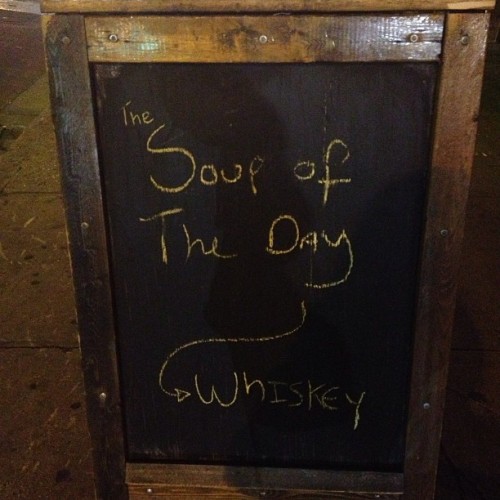 The
Soup of
The Day
Whiskey